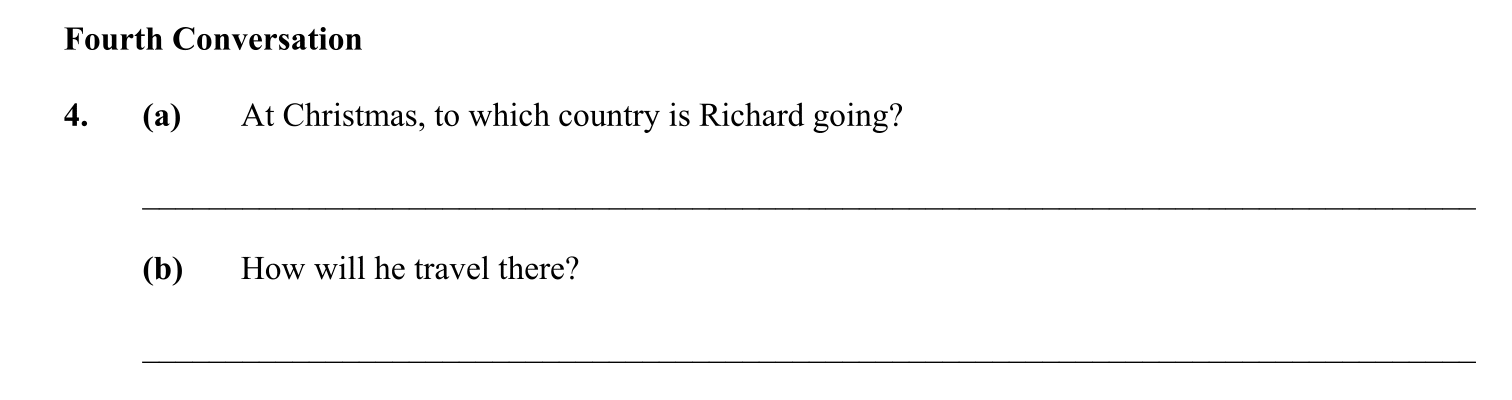 Fourth Conversation
4. (a) At Christmas, to which country is Richard going?
(b) How will he travel there?